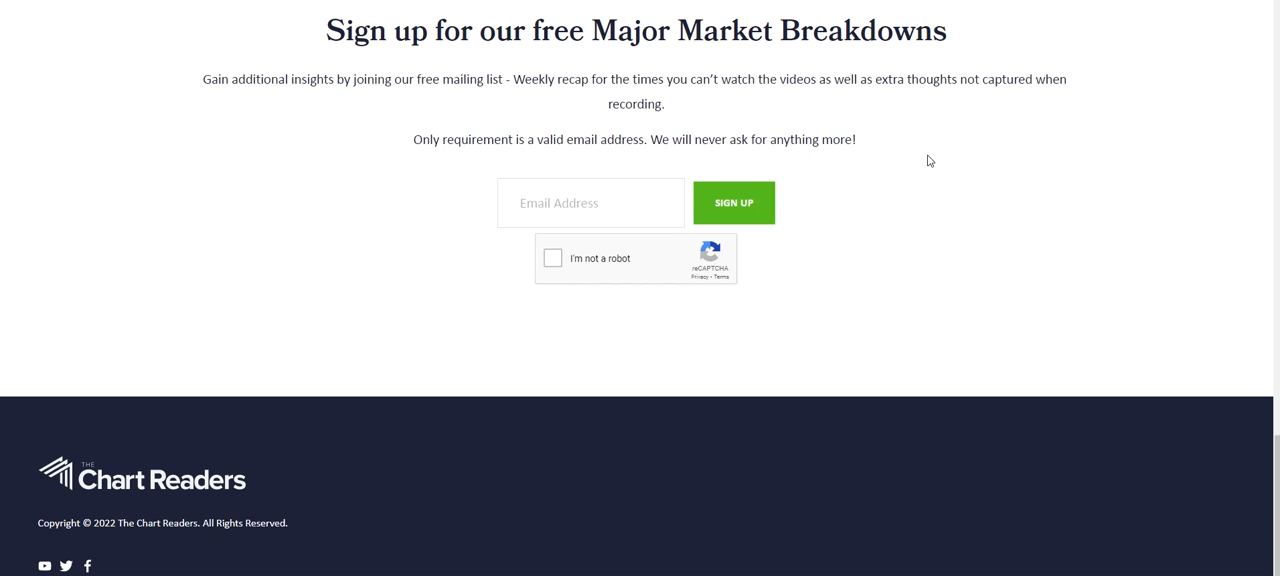 Sign up for our free Major Market Breakdowns
Gain additional insights by joining our free mailing list - Weekly recap for the times you can’t watch the videos as well as extra thoughts not captured when
recording.
Only requirement is a valid email address. We will never ask for anything more!
Email Address
SIGN UP
I'm not a robot
reCAPTCHA
Privacy - Terms
THE
Chart Readers
Copyright © 2022 The Chart Readers. All Rights Reserved.